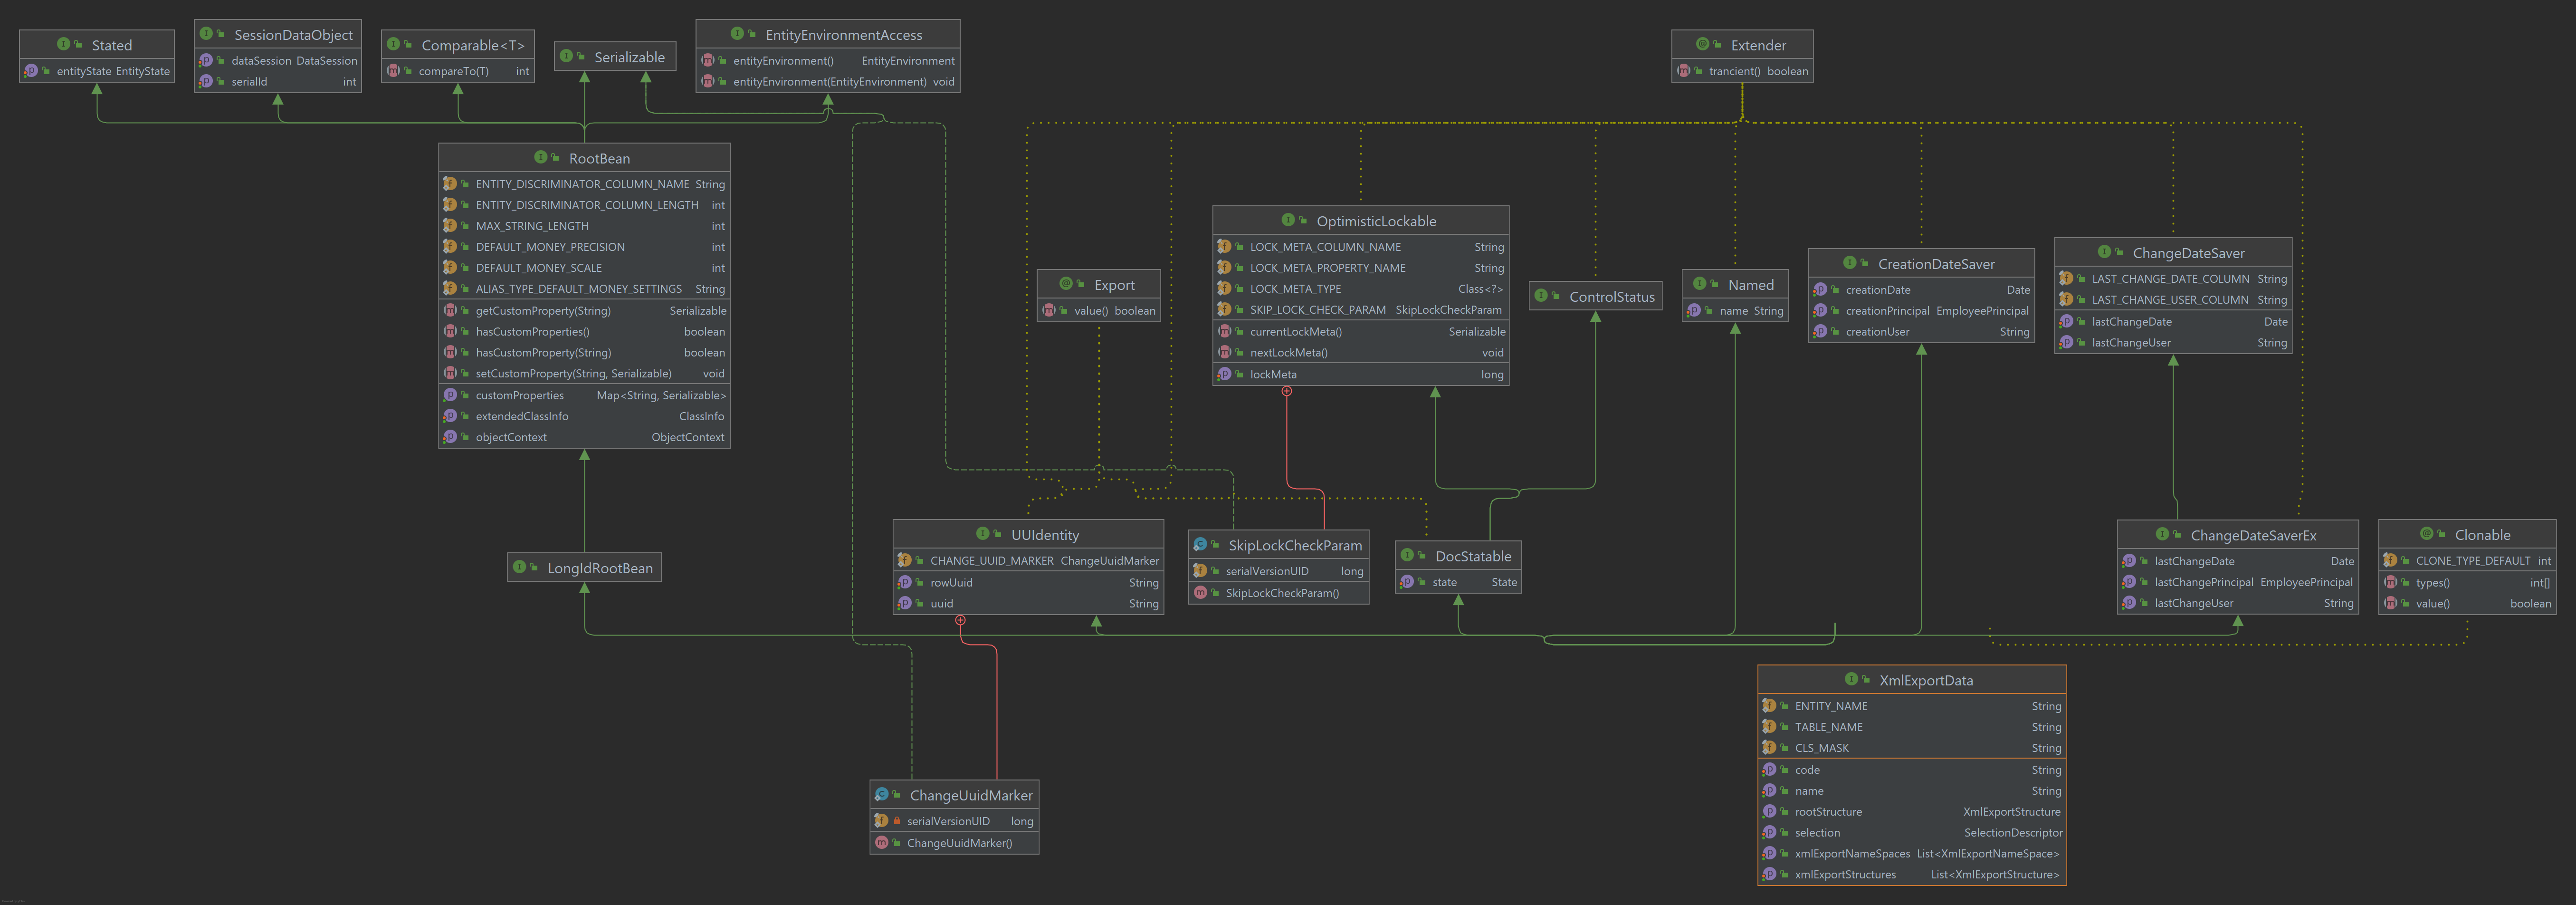 Stated
entityState EntityState
SessionDataObject
dataSession DataSession
serialId int
Comparable<T>
compareTo(T) int
Serializable
EntityEnvironmentAccess
entityEnvironment() EntityEnvironment
entityEnvironment(EntityEnvironment) void
Extender
trancient() boolean
RootBean
ENTITY_DISCRIMINATOR_COLUMN_NAME String
ENTITY_DISCRIMINATOR_COLUMN_LENGTH int
MAX_STRING_LENGTH int
DEFAULT_MONEY_PRECISION int
DEFAULT_MONEY_SCALE int
ALIAS_TYPE_DEFAULT_MONEY_SETTINGS String
getCustomProperty(String) Serializable
hasCustomProperties() boolean
hasCustomProperty(String) boolean
setCustomProperty(String, Serializable) void
customProperties Map<String, Serializable>
extendedClassInfo ClassInfo
objectContext ObjectContext
Export
value() boolean
OptimisticLockable
LOCK_META_COLUMN_NAME String
LOCK_META_PROPERTY_NAME String
LOCK_META_TYPE Class<?>
SKIP_LOCK_CHECK_PARAM SkipLockCheckParam
currentLockMeta() Serializable
nextLockMeta() void
lockMeta long
ControlStatus
Named
name String
CreationDateSaver
creationDate Date
creationPrincipal EmployeePrincipal
creationUser String
ChangeDateSaver
LAST_CHANGE_DATE_COLUMN String
LAST_CHANGE_USER_COLUMN String
lastChangeDate Date
lastChangeUser String
LongIdRootBean
UUIdentity
CHANGE_UUID_MARKER ChangeUuidMarker
rowUuid String
uuid String
SkipLockCheckParam
serialVersionUID long
SkipLockCheckParam()
DocStatable
state State
ChangeDateSaverEx
lastChangeDate Date
lastChangePrincipal EmployeePrincipal
lastChangeUser String
Clonable
CLONE_TYPE_DEFAULT int
types() int[]
value() boolean
ChangeUuidMarker
serialVersionUID long
ChangeUuidMarker()
XmlExportData
ENTITY_NAME String
TABLE_NAME String
CLS_MASK String
code String
name String
rootStructure XmlExportStructure
selection SelectionDescriptor
xmlExportNameSpaces List<XmlExportNameSpace>
xmlExportStructures List<XmlExportStructure>